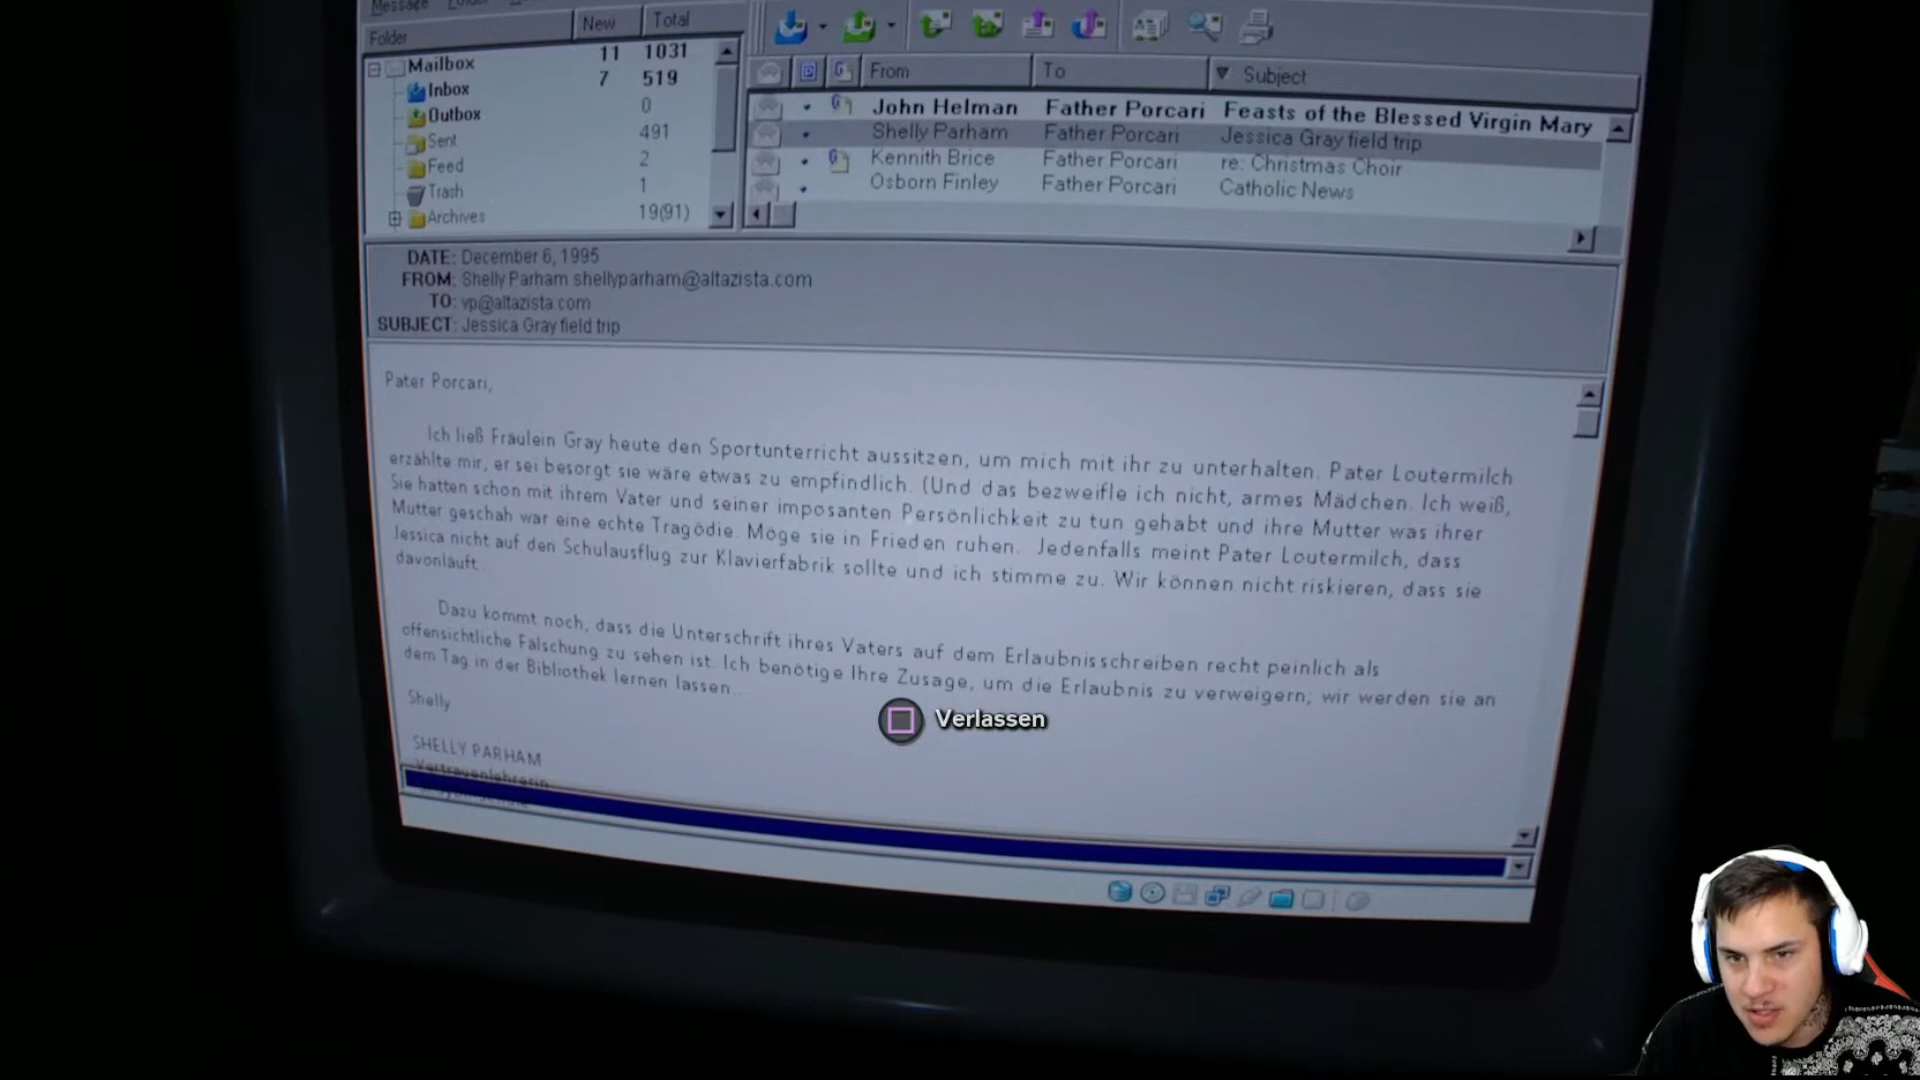 Message Folder
Folder New Total
Mailbox 11 1031
Inbox 7 519
Outbox 0
Sent 491
Feed 2
Trash 1
Archives 19(91)
From To Subject
John Helman Father Porcari Feasts of the Blessed Virgin Mary
Shelly Parham Father Porcari Jessica Gray field trip
Kennith Brice Father Porcari re: Christmas Choir
Osborn Finley Father Porcari Catholic News
DATE: December 6, 1995
FROM: Shelly Parham shellyparham@altazista.com
TO: vp@altazista.com
SUBJECT: Jessica Gray field trip
Pater Porcari,
Ich ließ Fräulein Gray heute den Sportunterricht aussitzen, um mich mit ihr zu unterhalten. Pater Loutermilch
erzählte mir, er sei besorgt sie wäre etwas zu empfindlich. (Und das bezweifle ich nicht, armes Mädchen. Ich weiß,
Sie hatten schon mit ihrem Vater und seiner imposanten Persönlichkeit zu tun gehabt und ihre Mutter was ihrer
Mutter geschah war eine echte Tragödie. Möge sie in Frieden ruhen. Jedenfalls meint Pater Loutermilch, dass
Jessica nicht auf den Schulausflug zur Klavierfabrik sollte und ich stimme zu. Wir können nicht riskieren, dass sie
davonläuft.
Dazu kommt noch, dass die Unterschrift ihres Vaters auf dem Erlaubnisschreiben recht peinlich als
offensichtliche Fälschung zu sehen ist. Ich benötige Ihre Zusage, um die Erlaubnis zu verweigern; wir werden sie an
dem Tag in der Bibliothek lernen lassen..
Shelly
Verlassen
SHELLY PARHAM
Vertrauenlehrerin